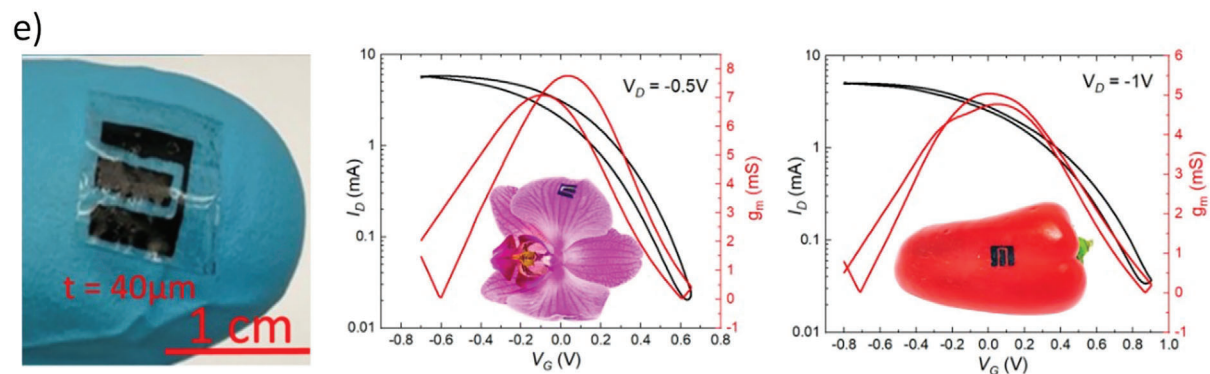 e)
t = 40µm
1 cm
V_D = -0.5V
I_D (mA)
10
1
0.1
0.01
g_m (mS)
8
7
6
5
4
3
2
1
0
-1
-0.8 -0.6 -0.4 -0.2 0.0 0.2 0.4 0.6 0.8
V_G (V)
V_D = -1V
I_D (mA)
10
1
0.1
0.01
g_m (mS)
6
5
4
3
2
1
0
-1
-0.8 -0.6 -0.4 -0.2 0.0 0.2 0.4 0.6 0.8 1.0
V_G (V)